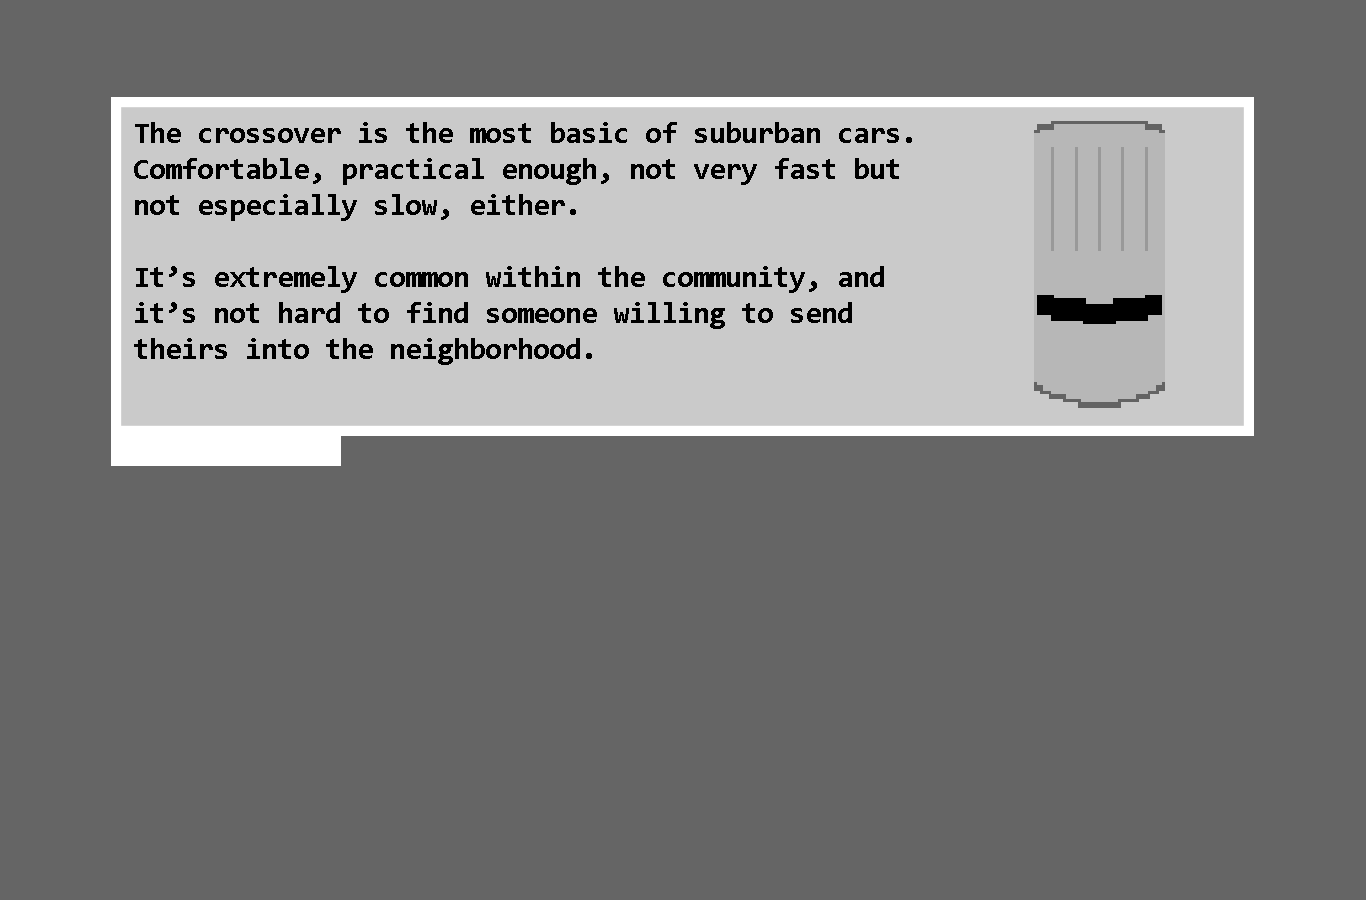 The crossover is the most basic of suburban cars.
Comfortable, practical enough, not very fast but
not especially slow, either.
It’s extremely common within the community, and
it’s not hard to find someone willing to send
theirs into the neighborhood.